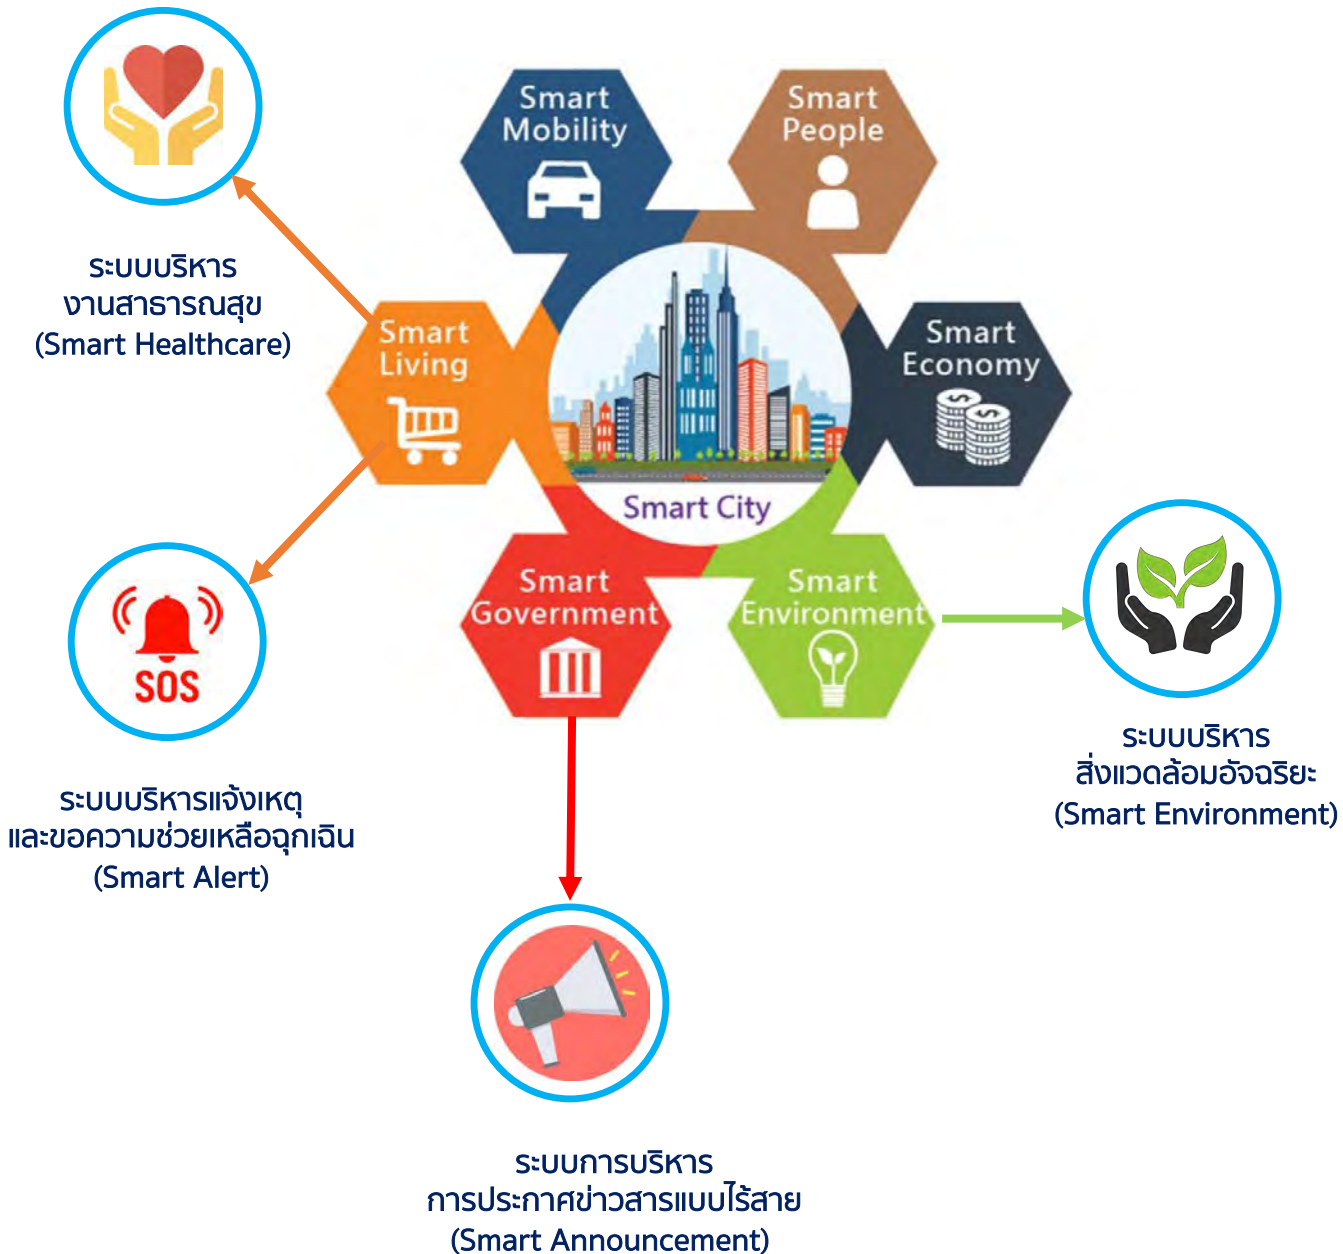 Smart
Mobility
Smart
People
ระบบบริหาร
งานสาธารณสุข
(Smart Healthcare)
Smart
Living
Smart
Economy
Smart City
Smart
Government
Smart
Environment
SOS
ระบบบริหารแจ้งเหตุ
และขอความช่วยเหลือฉุกเฉิน
(Smart Alert)
ระบบบริหาร
สิ่งแวดล้อมอัจฉริยะ
(Smart Environment)
ระบบการบริหาร
การประกาศข่าวสารแบบไร้สาย
(Smart Announcement)